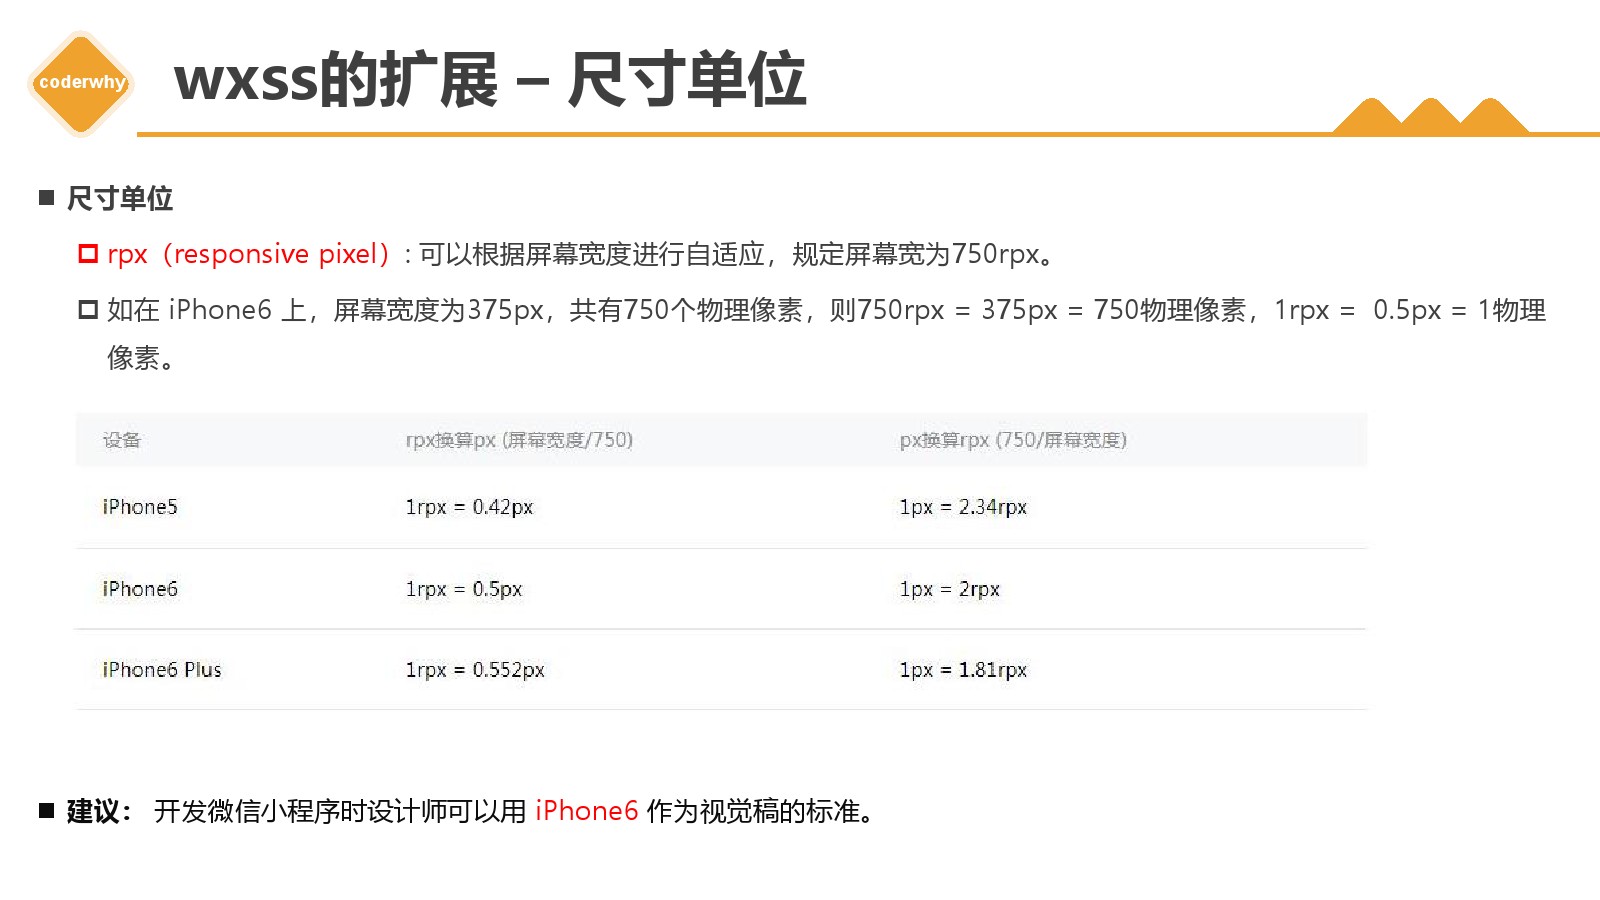 coderwhy
wxss的扩展 – 尺寸单位
尺寸单位
rpx（responsive pixel）: 可以根据屏幕宽度进行自适应，规定屏幕宽为750rpx。
如在 iPhone6 上，屏幕宽度为375px，共有750个物理像素，则750rpx = 375px = 750物理像素，1rpx = 0.5px = 1物理
像素。
设备 rpx换算px (屏幕宽度/750) px换算rpx (750/屏幕宽度)
iPhone5 1rpx = 0.42px 1px = 2.34rpx
iPhone6 1rpx = 0.5px 1px = 2rpx
iPhone6 Plus 1rpx = 0.552px 1px = 1.81rpx
建议： 开发微信小程序时设计师可以用 iPhone6 作为视觉稿的标准。